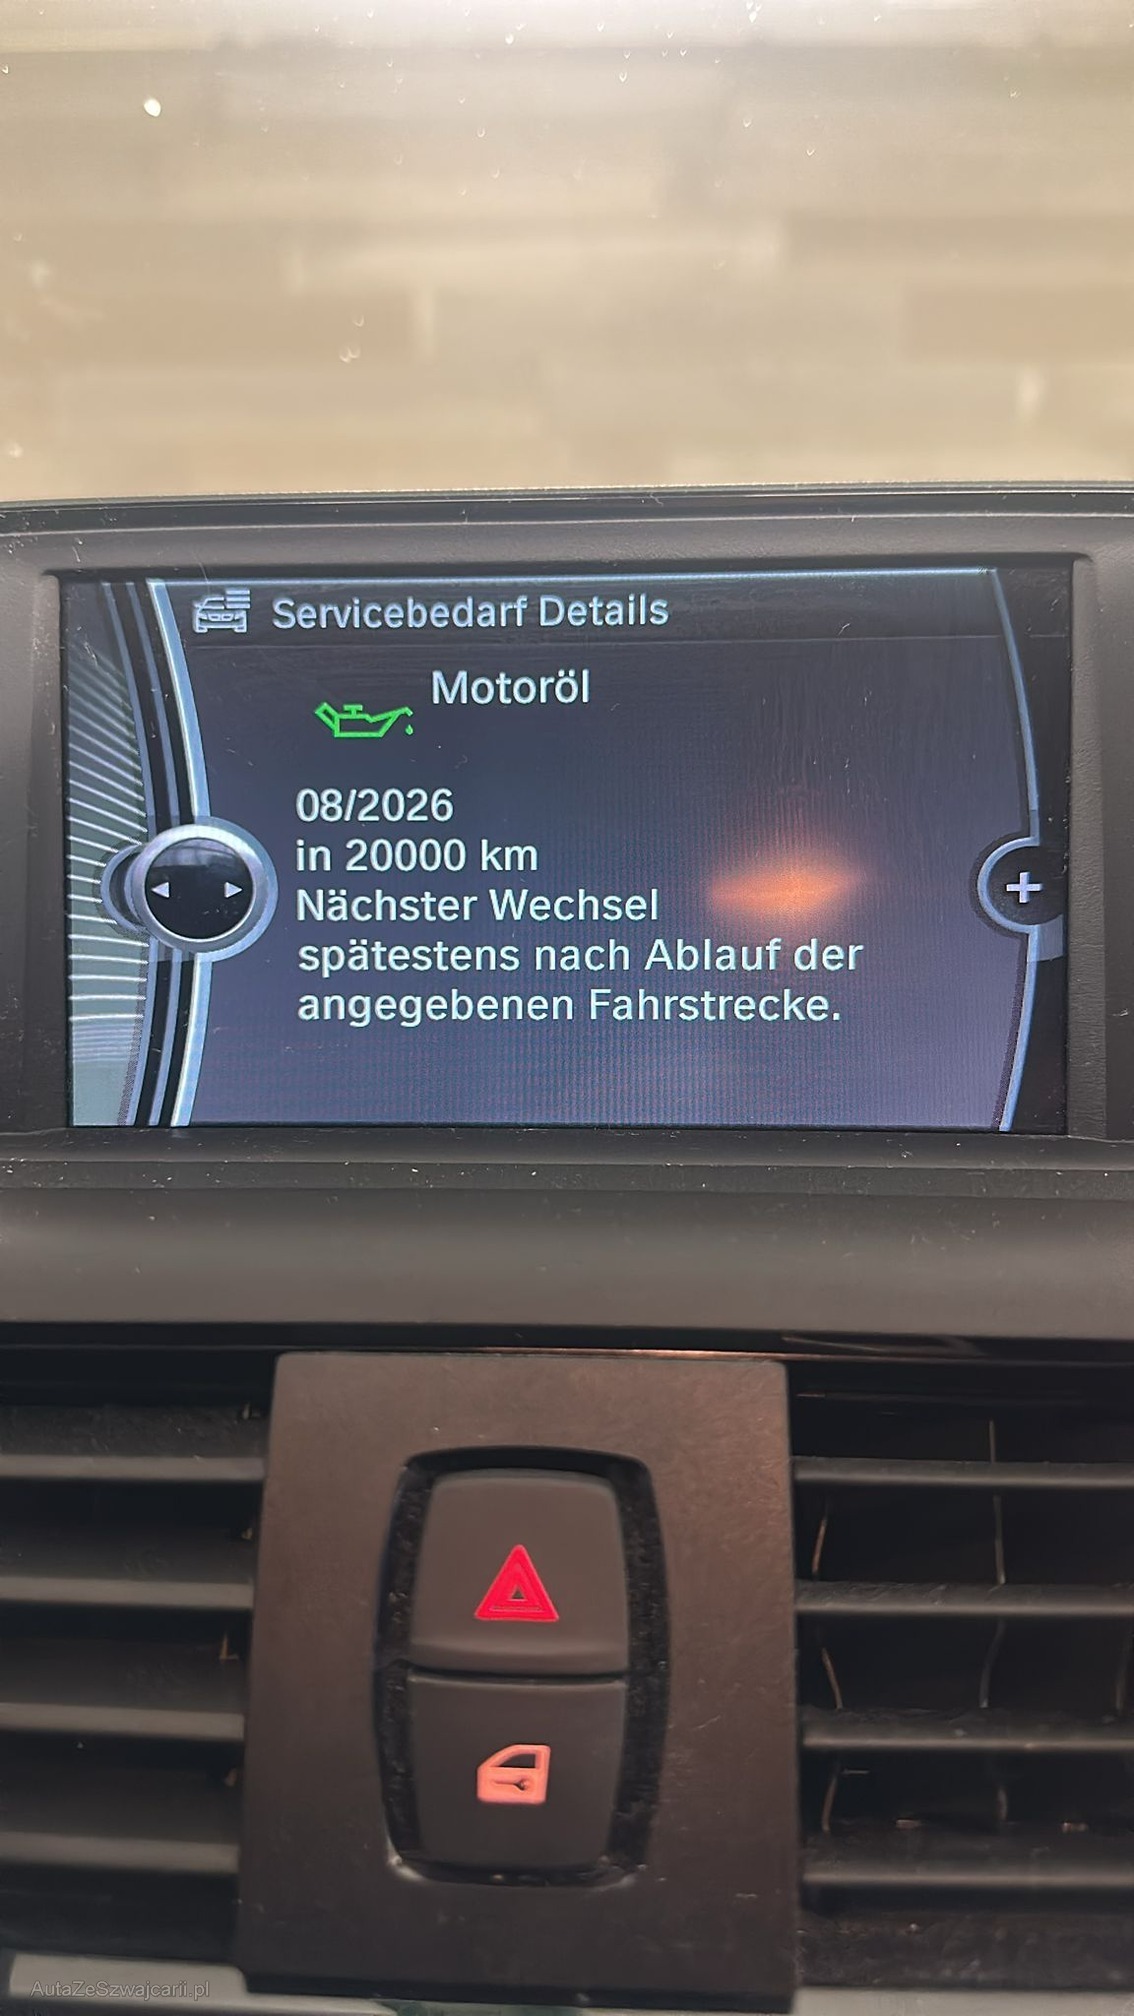 Servicebedarf Details
Motoröl
08/2026
in 20000 km
Nächster Wechsel
spätestens nach Ablauf der
angegebenen Fahrstrecke.
AutaZeSzwajcarii.pl